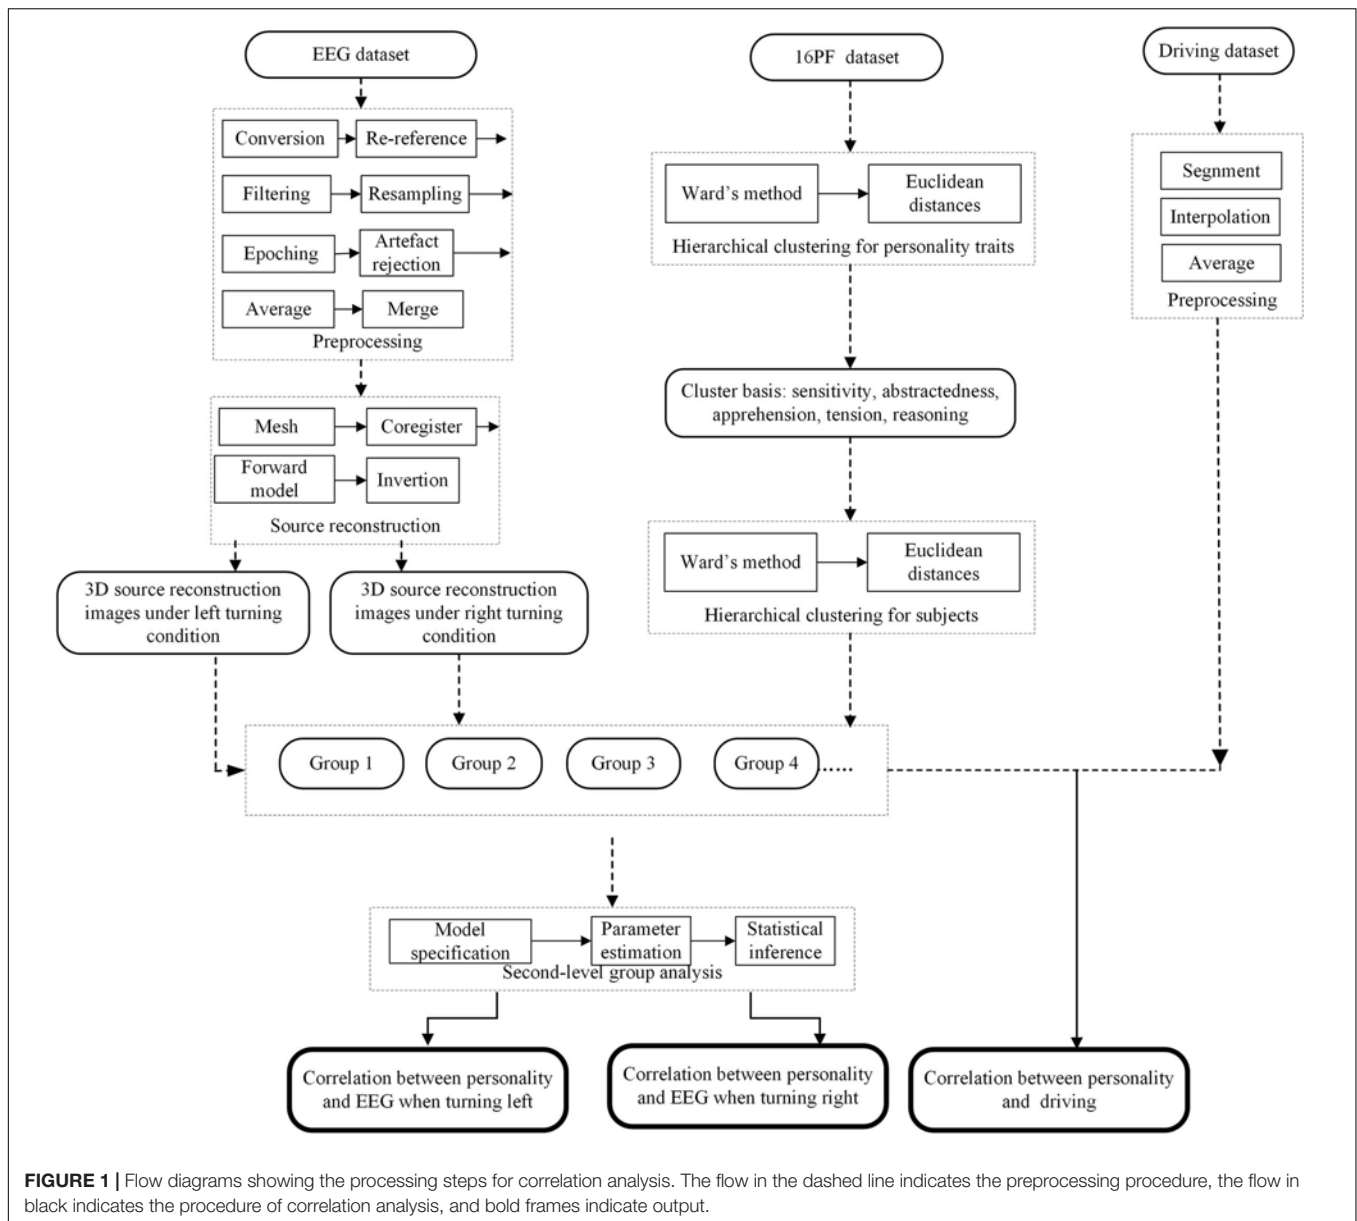 EEG dataset
Conversion
Re-reference
Filtering
Resampling
Epoching
Artefact
rejection
Average
Merge
Preprocessing
Mesh
Coregister
Forward
model
Invertion
Source reconstruction
3D source reconstruction
images under left turning
condition
3D source reconstruction
images under right turning
condition
16PF dataset
Ward's method
Euclidean
distances
Hierarchical clustering for personality traits
Cluster basis: sensitivity, abstractedness,
apprehension, tension, reasoning
Ward's method
Euclidean
distances
Hierarchical clustering for subjects
Driving dataset
Segnment
Interpolation
Average
Preprocessing
Group 1
Group 2
Group 3
Group 4
......
Model
specification
Parameter
estimation
Statistical
inference
Second-level group analysis
Correlation between personality
and EEG when turning left
Correlation between personality
and EEG when turning right
Correlation between personality
and driving
FIGURE 1 | Flow diagrams showing the processing steps for correlation analysis. The flow in the dashed line indicates the preprocessing procedure, the flow in
black indicates the procedure of correlation analysis, and bold frames indicate output.